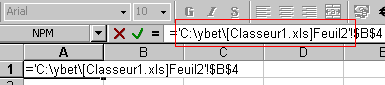 Arial 10 G I S
NPM ='C:\ybet\[Classeur1.xls]Feuil2'!$B$4
A B C D E
1 ='C:\ybet\[Classeur1.xls]Feuil2'!$B$4